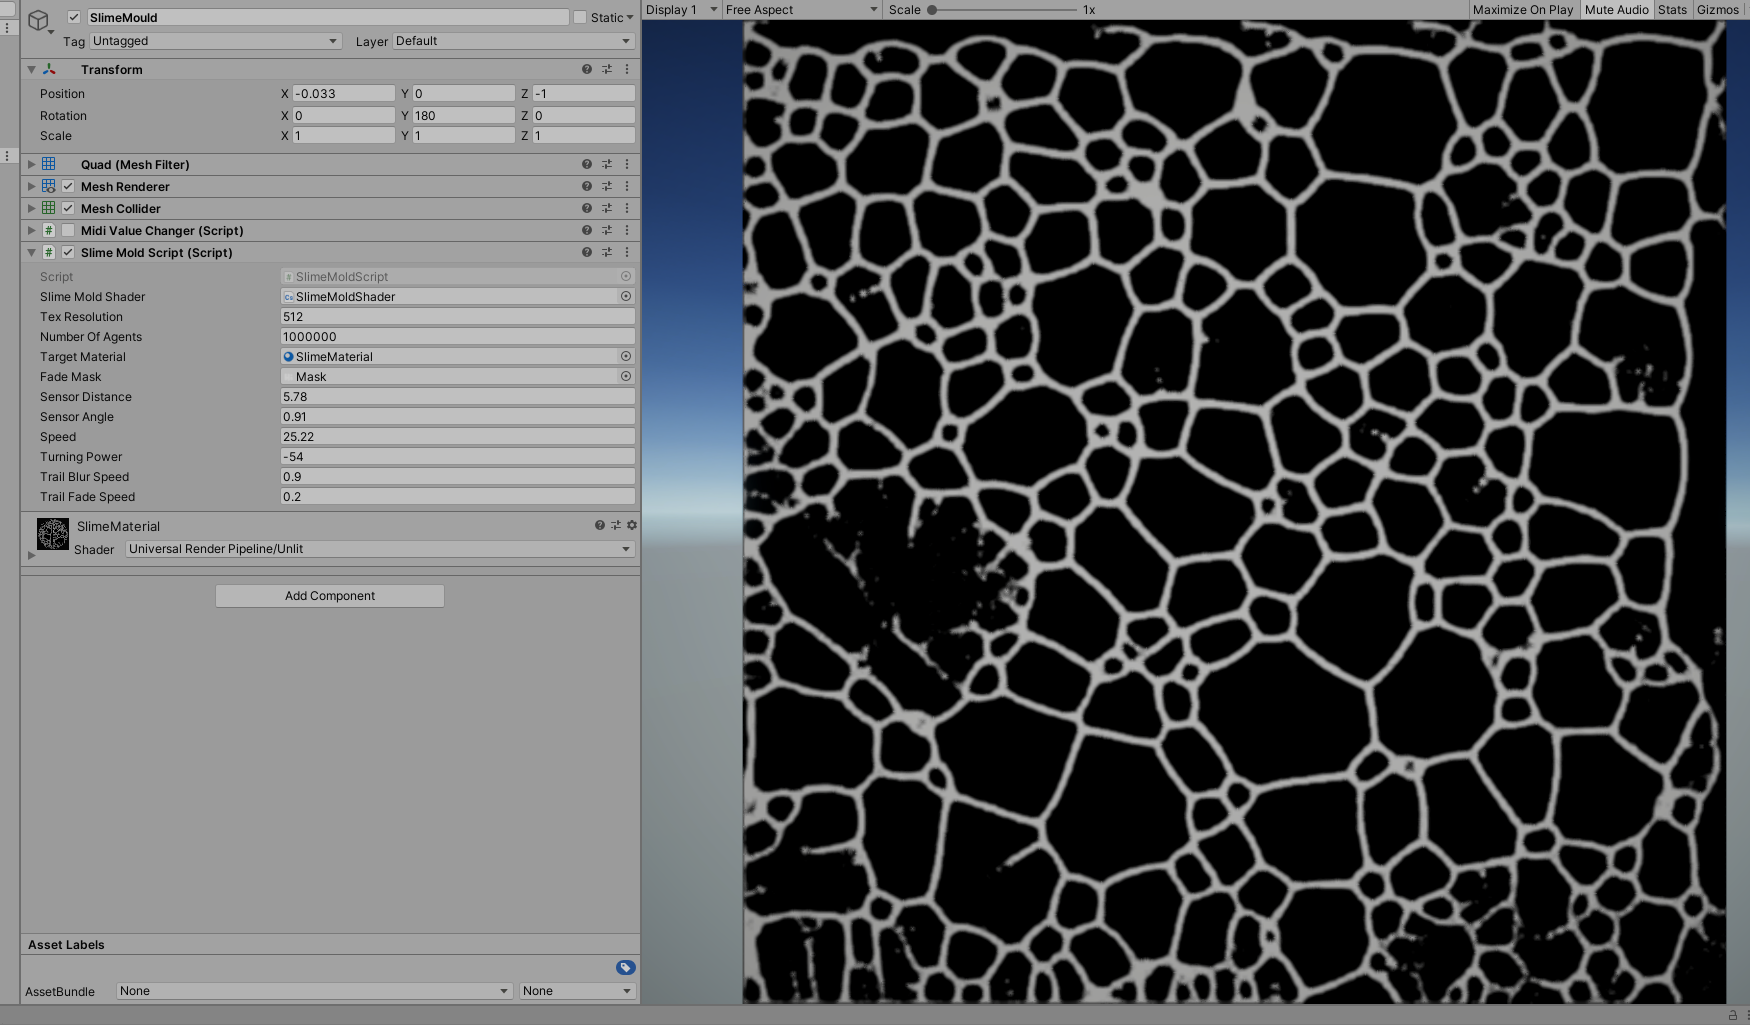 SlimeMould
Static
Tag Untagged Layer Default
Transform
Position X -0.033 Y 0 Z -1
Rotation X 0 Y 180 Z 0
Scale X 1 Y 1 Z 1
Quad (Mesh Filter)
Mesh Renderer
Mesh Collider
# Midi Value Changer (Script)
# Slime Mold Script (Script)
Script # SlimeMoldScript
Slime Mold Shader SlimeMoldShader
Tex Resolution 512
Number Of Agents 1000000
Target Material SlimeMaterial
Fade Mask Mask
Sensor Distance 5.78
Sensor Angle 0.91
Speed 25.22
Turning Power -54
Trail Blur Speed 0.9
Trail Fade Speed 0.2
SlimeMaterial
Shader Universal Render Pipeline/Unlit
Add Component
Asset Labels
AssetBundle None None
Display 1 Free Aspect Scale 1x Maximize On Play Mute Audio Stats Gizmos